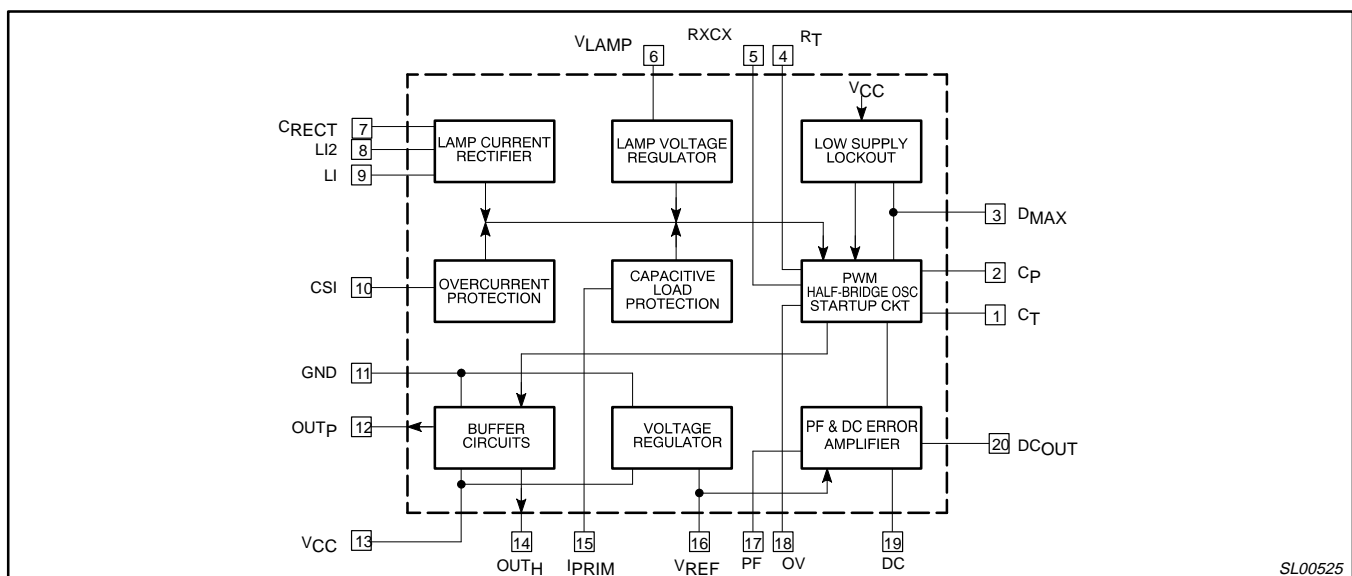 VLAMP
RXCX
RT
6
5
4
VCC
CRECT
7
LI2
8
LI
9
LAMP CURRENT
RECTIFIER
LAMP VOLTAGE
REGULATOR
LOW SUPPLY
LOCKOUT
3
DMAX
CSI
10
OVERCURRENT
PROTECTION
CAPACITIVE
LOAD
PROTECTION
PWM
HALF-BRIDGE OSC
STARTUP CKT
2
CP
1
CT
GND
11
OUTP
12
BUFFER
CIRCUITS
VOLTAGE
REGULATOR
PF & DC ERROR
AMPLIFIER
20
DCOUT
VCC
13
14
15
16
17
18
19
OUTH
IPRIM
VREF
PF
OV
DC
SL00525